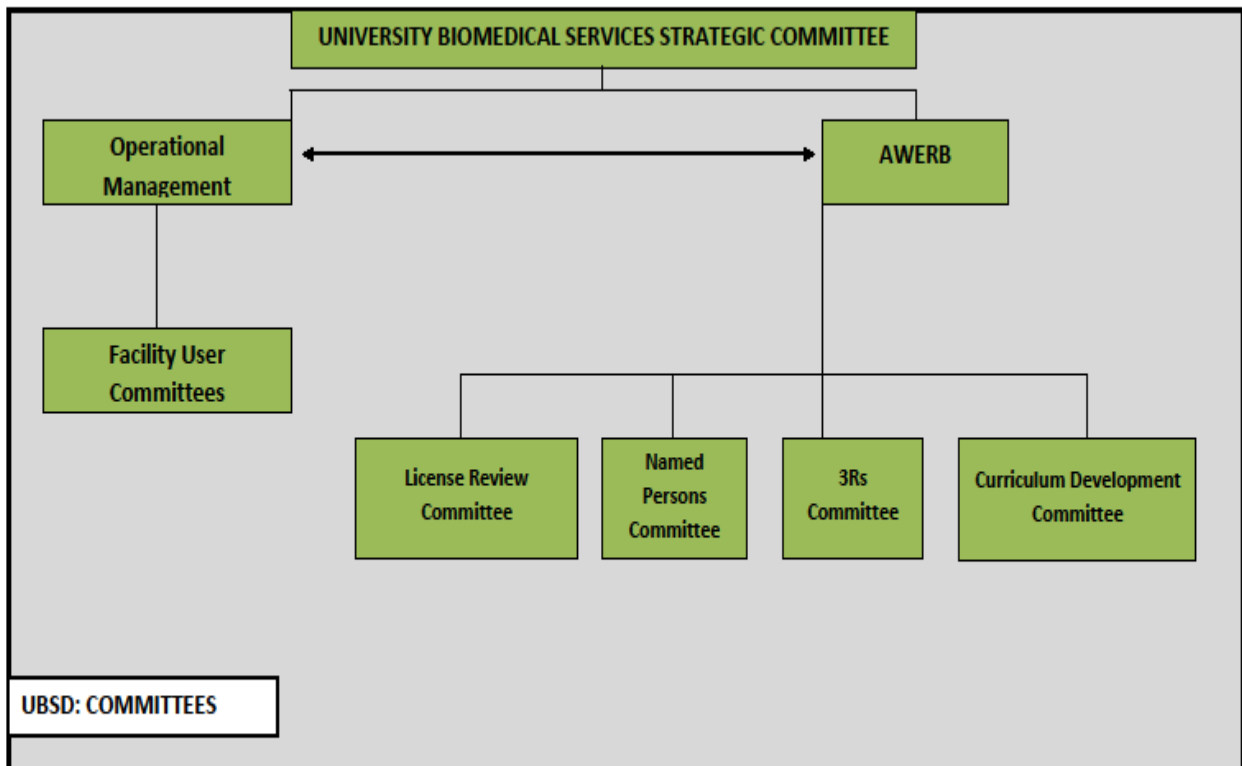 UNIVERSITY BIOMEDICAL SERVICES STRATEGIC COMMITTEE
Operational
Management
AWERB
Facility User
Committees
License Review
Committee
Named
Persons
Committee
3Rs
Committee
Curriculum Development
Committee
UBSD: COMMITTEES